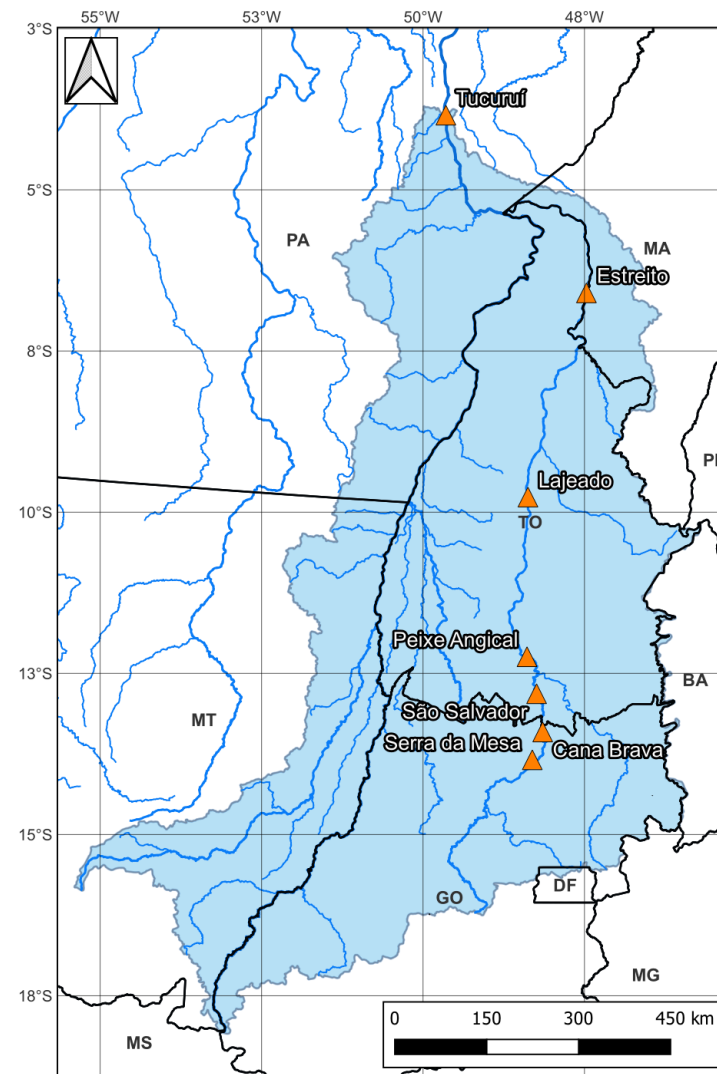 55°W 53°W 50°W 48°W
3°S
Tucuruí
5°S
PA
MA
Estreito
8°S
Lajeado
10°S
TO
Peixe Angical
13°S
BA
São Salvador
MT
Serra da Mesa
Cana Brava
15°S
DF
GO
MG
18°S
0 150 300 450 km
MS